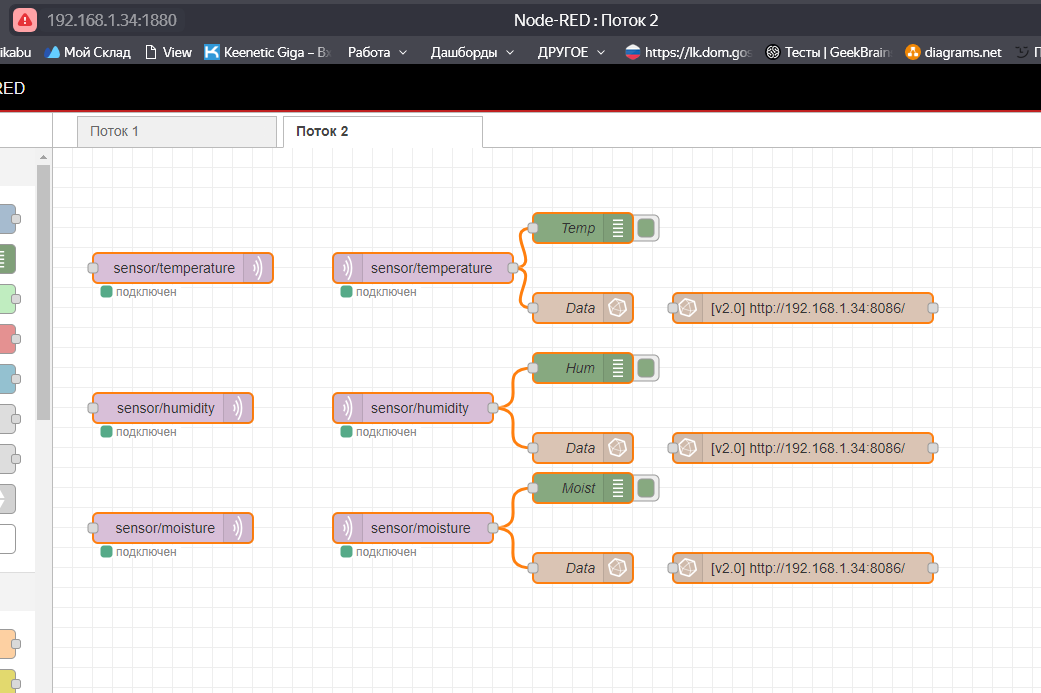 192.168.1.34:1880 Node-RED : Поток 2
ikabu Мой Склад View Keenetic Giga – Вх Работа Дашборды ДРУГОЕ https://lk.dom.gos Тесты | GeekBrain diagrams.net
RED
Поток 1 Поток 2
Temp
sensor/temperature sensor/temperature
подключен подключен
Data [v2.0] http://192.168.1.34:8086/
Hum
sensor/humidity sensor/humidity
подключен подключен
Data [v2.0] http://192.168.1.34:8086/
Moist
sensor/moisture sensor/moisture
подключен подключен
Data [v2.0] http://192.168.1.34:8086/